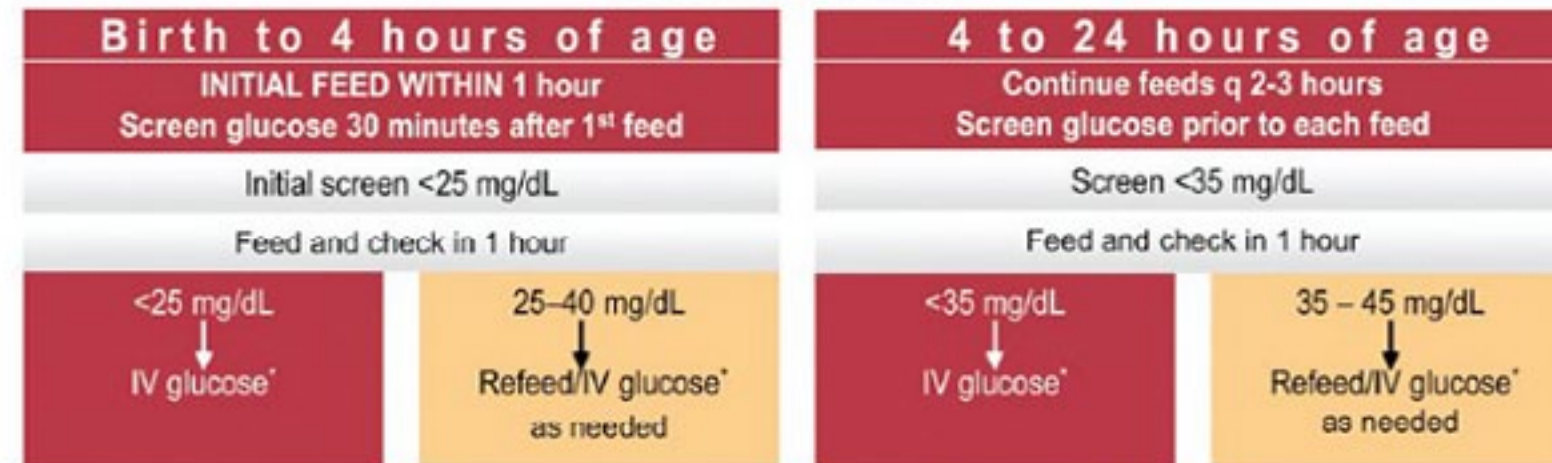 Birth to 4 hours of age
INITIAL FEED WITHIN 1 hour
Screen glucose 30 minutes after 1st feed
Initial screen <25 mg/dL
Feed and check in 1 hour
<25 mg/dL
IV glucose*
25–40 mg/dL
Refeed/IV glucose*
as needed
4 to 24 hours of age
Continue feeds q 2-3 hours
Screen glucose prior to each feed
Screen <35 mg/dL
Feed and check in 1 hour
<35 mg/dL
IV glucose*
35 – 45 mg/dL
Refeed/IV glucose*
as needed